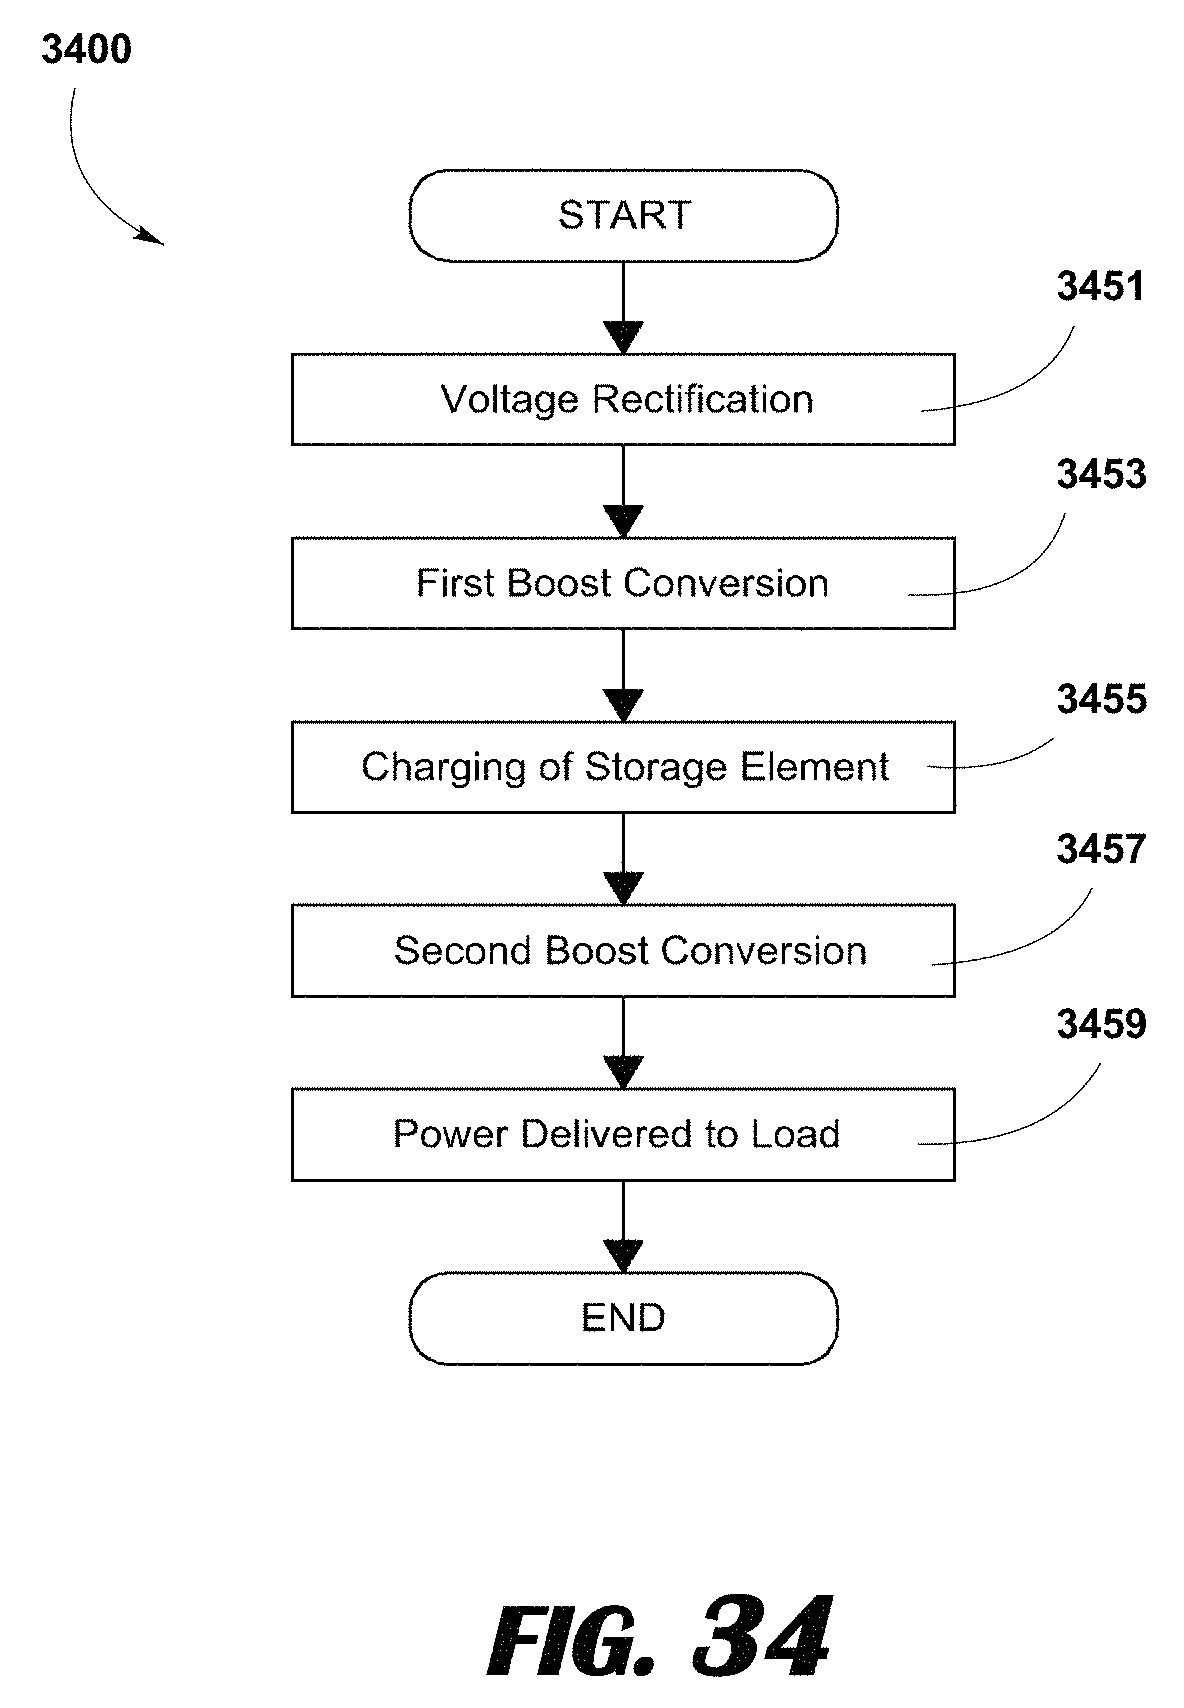 3400
START
3451
Voltage Rectification
3453
First Boost Conversion
3455
Charging of Storage Element
3457
Second Boost Conversion
3459
Power Delivered to Load
END
FIG. 34